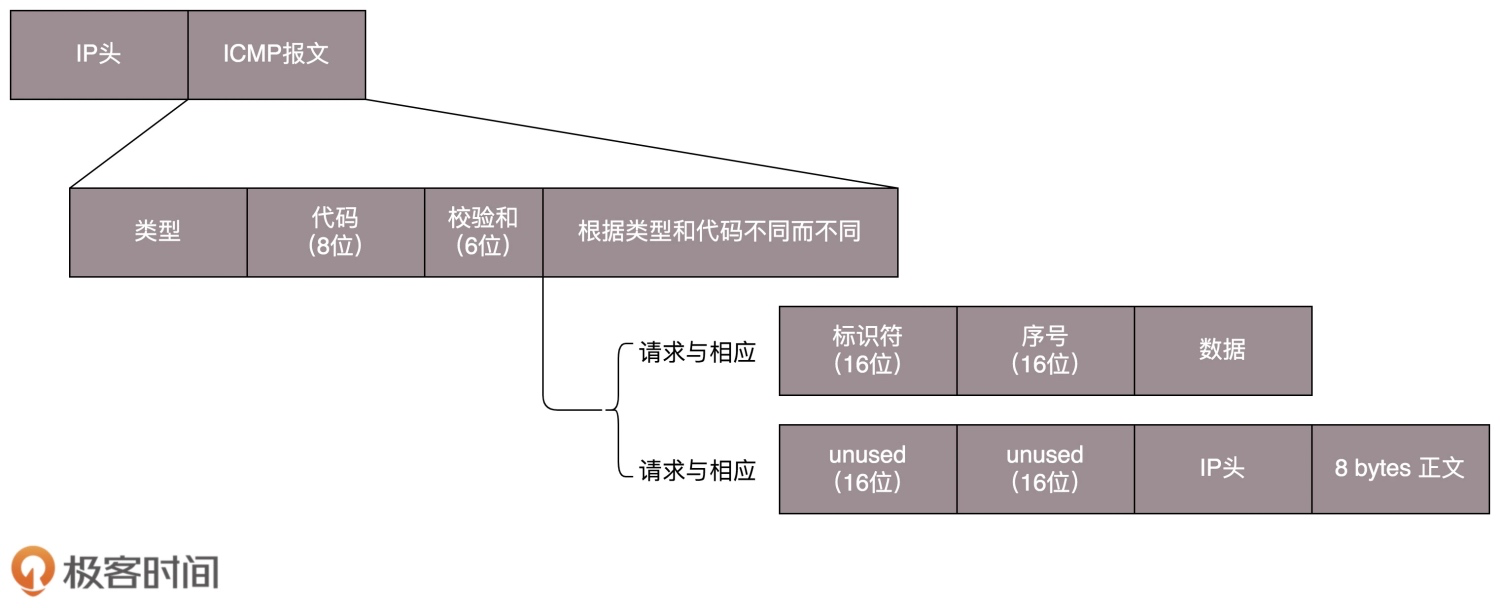 IP头
ICMP报文
类型
代码
（8位）
校验和
（6位）
根据类型和代码不同而不同
请求与相应
标识符
（16位）
序号
（16位）
数据
请求与相应
unused
（16位）
unused
（16位）
IP头
8 bytes 正文
极客时间